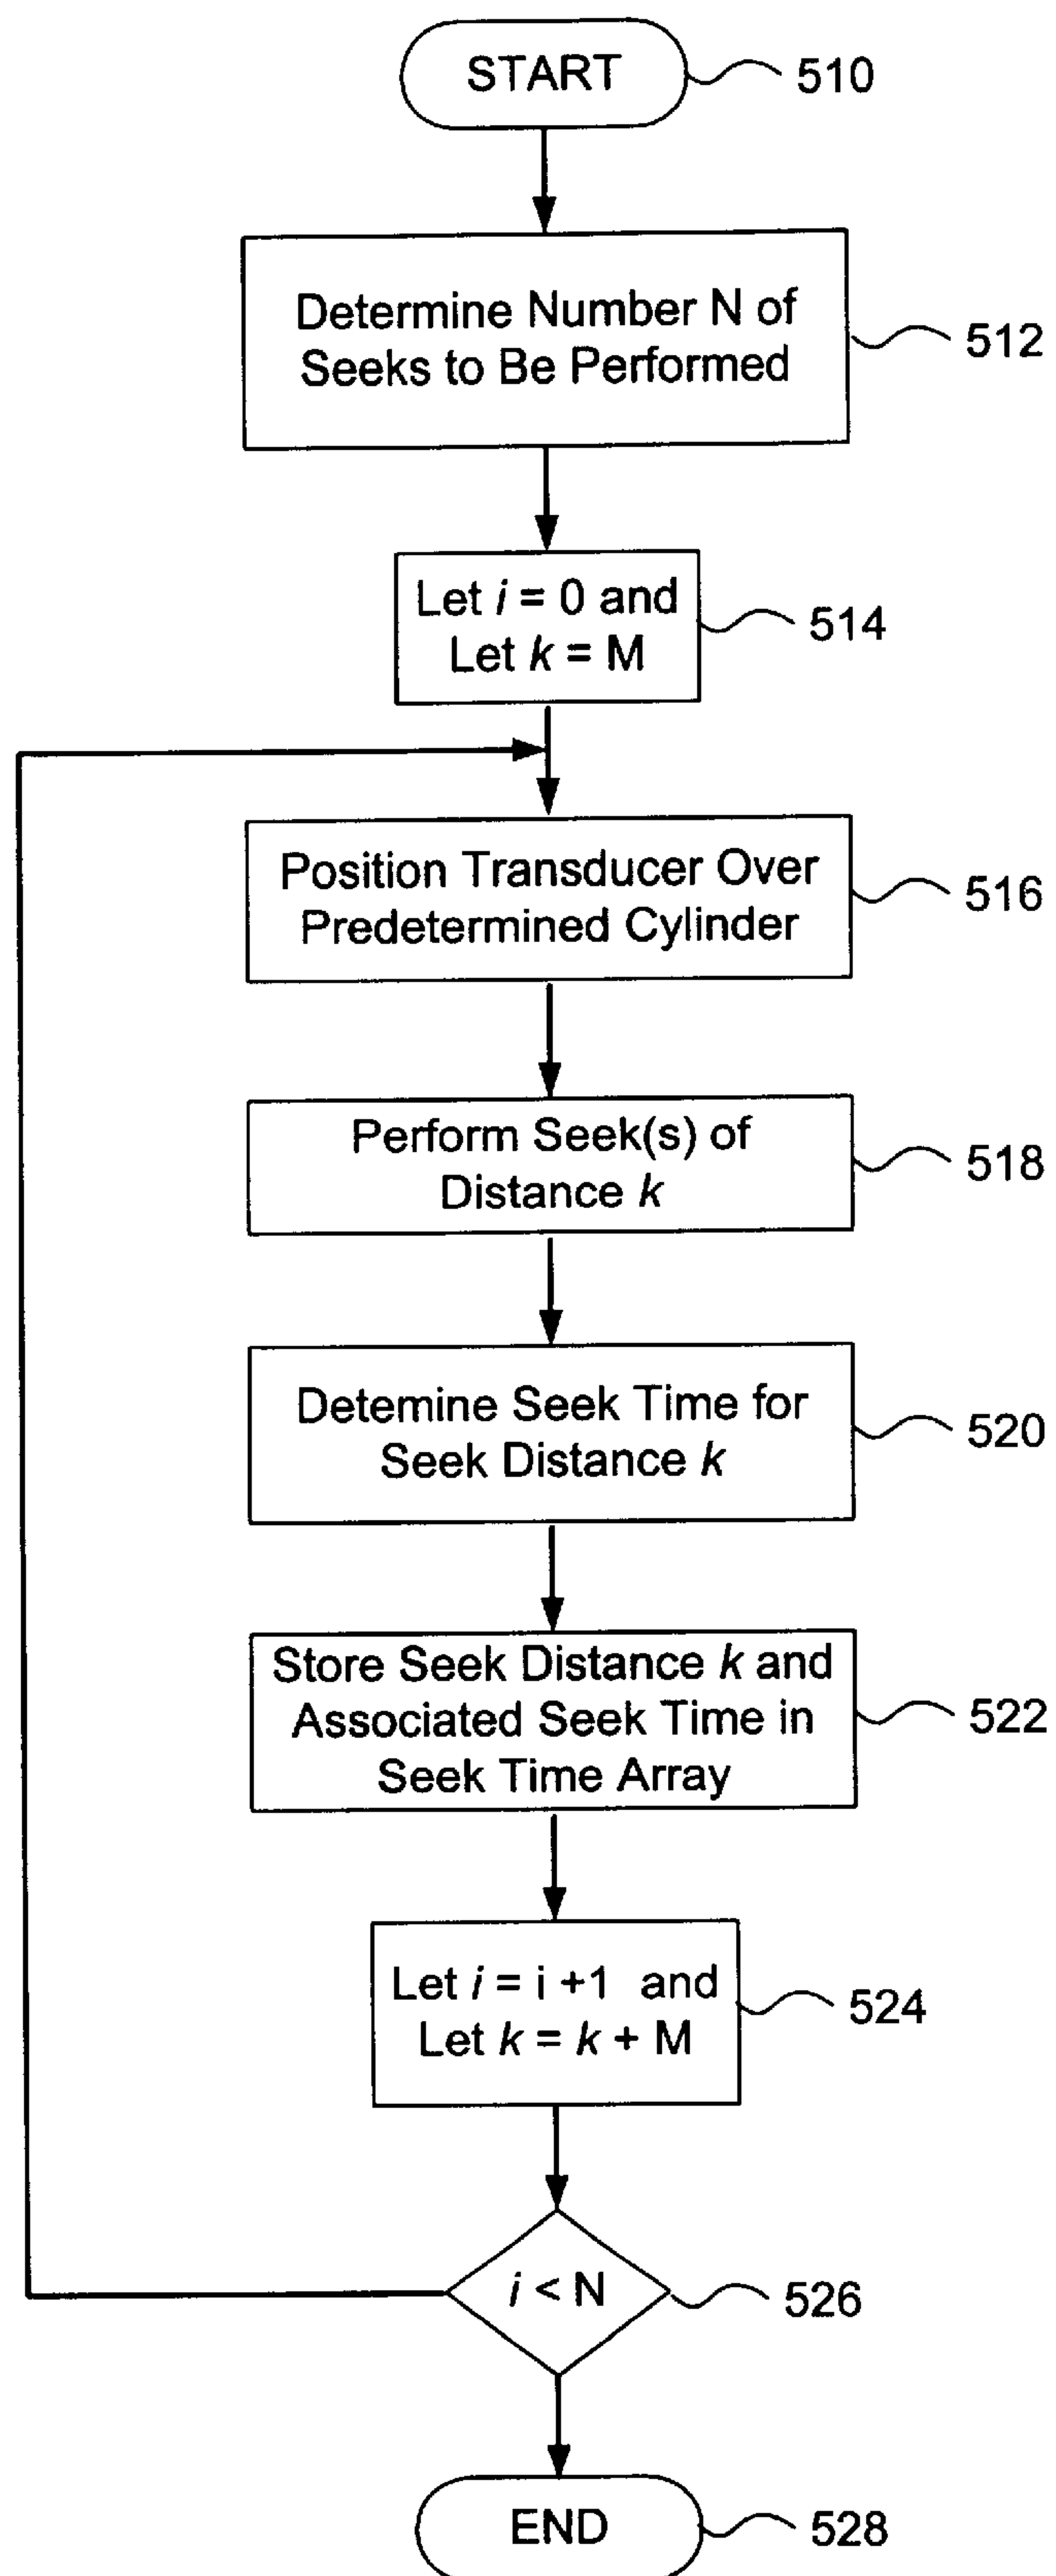 START
510
Determine Number N of
Seeks to Be Performed
512
Let i = 0 and
Let k = M
514
Position Transducer Over
Predetermined Cylinder
516
Perform Seek(s) of
Distance k
518
Detemine Seek Time for
Seek Distance k
520
Store Seek Distance k and
Associated Seek Time in
Seek Time Array
522
Let i = i +1 and
Let k = k + M
524
i < N
526
END
528